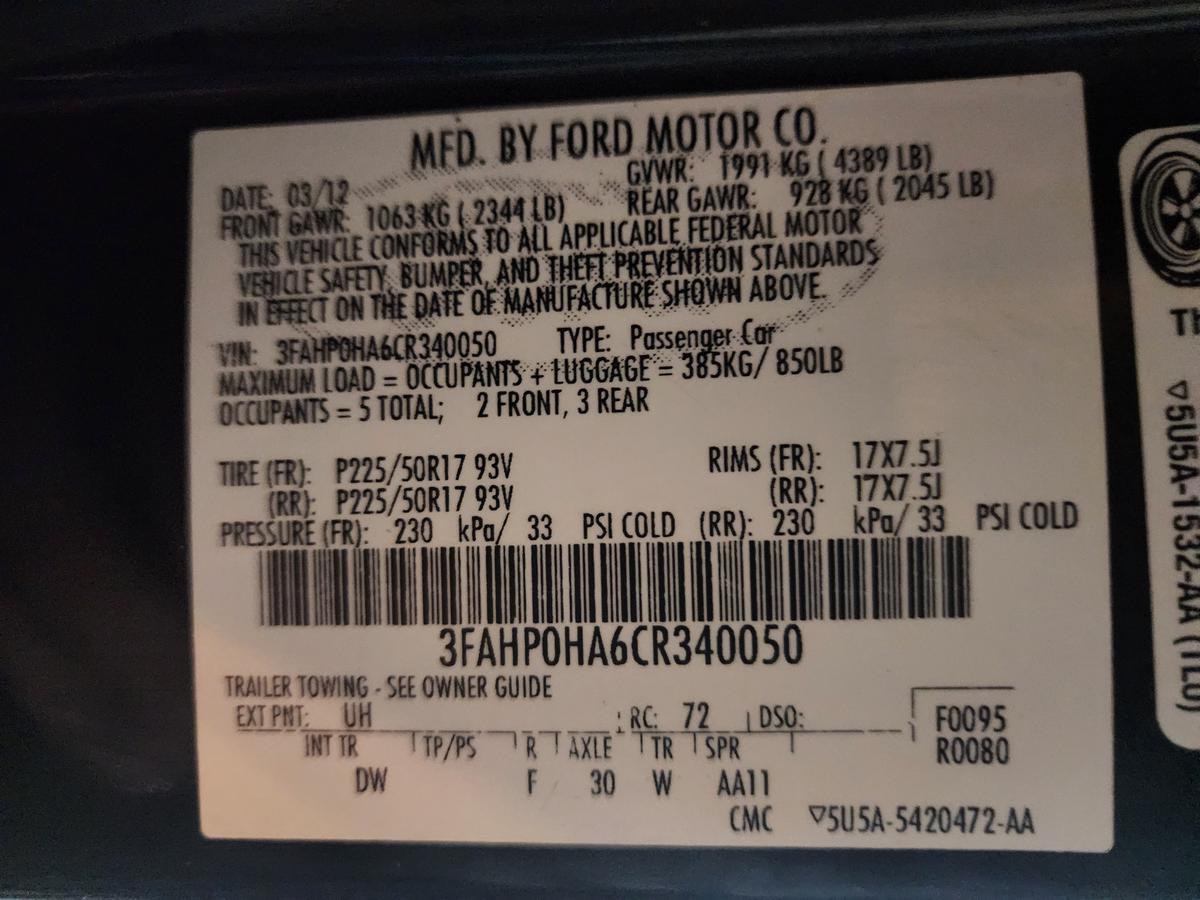 MFD. BY FORD MOTOR CO.
DATE: 03/12 GVWR: 1991 KG ( 4389 LB)
FRONT GAWR: 1063 KG ( 2344 LB) REAR GAWR: 928 KG ( 2045 LB)
THIS VEHICLE CONFORMS TO ALL APPLICABLE FEDERAL MOTOR
VEHICLE SAFETY, BUMPER, AND THEFT PREVENTION STANDARDS
IN EFFECT ON THE DATE OF MANUFACTURE SHOWN ABOVE.
VIN: 3FAHP0HA6CR340050 TYPE: Passenger Car
MAXIMUM LOAD = OCCUPANTS + LUGGAGE = 385KG/ 850LB
OCCUPANTS = 5 TOTAL; 2 FRONT, 3 REAR
TIRE (FR): P225/50R17 93V RIMS (FR): 17X7.5J
(RR): P225/50R17 93V (RR): 17X7.5J
PRESSURE (FR): 230 kPa/ 33 PSI COLD (RR): 230 kPa/ 33 PSI COLD
3FAHP0HA6CR340050
TRAILER TOWING - SEE OWNER GUIDE
EXT PNT: UH RC: 72 DSO: F0095
INT TR TP/PS R AXLE TR SPR R0080
DW F 30 W AA11
CMC ▽5U5A-5420472-AA
▽5U5A-1532-AA (TLU)